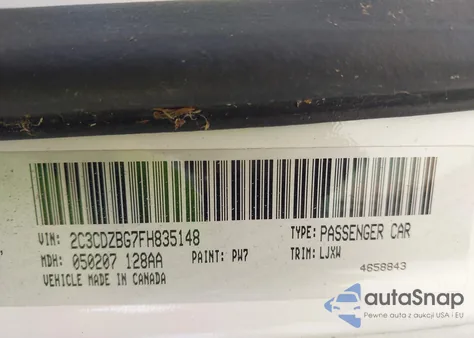 VIN: 2C3CDZBG7FH835148 TYPE: PASSENGER CAR
MDH: 050207 128AA PAINT: PW7 TRIM: LJXW
4658843
VEHICLE MADE IN CANADA
autoSnap
Pewne auta z aukcji USA - EU